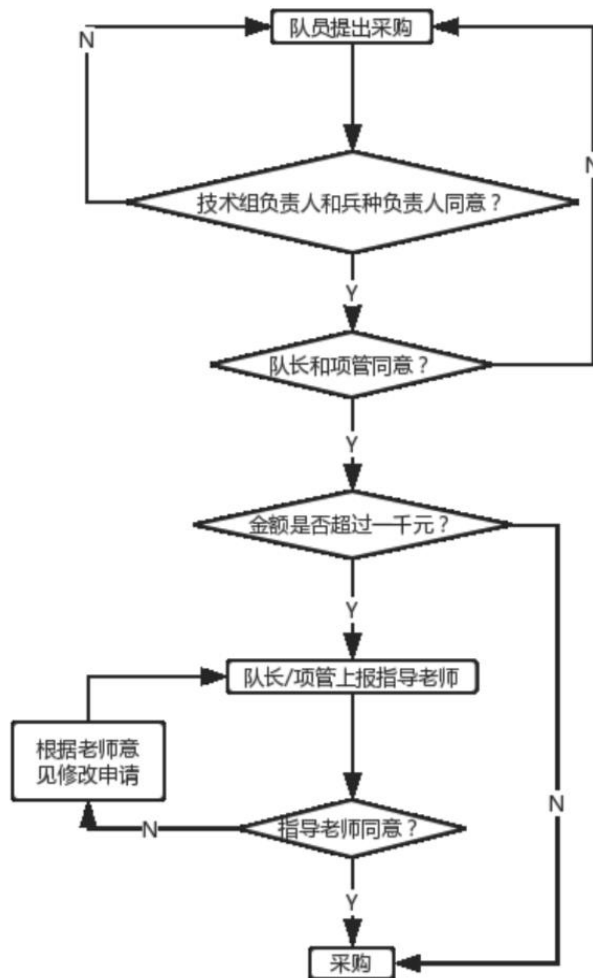 队员提出采购
N
技术组负责人和兵种负责人同意？
N
Y
队长和项管同意？
Y
金额是否超过一千元？
Y
队长/项管上报指导老师
根据老师意
见修改申请
N
N
指导老师同意？
Y
采购